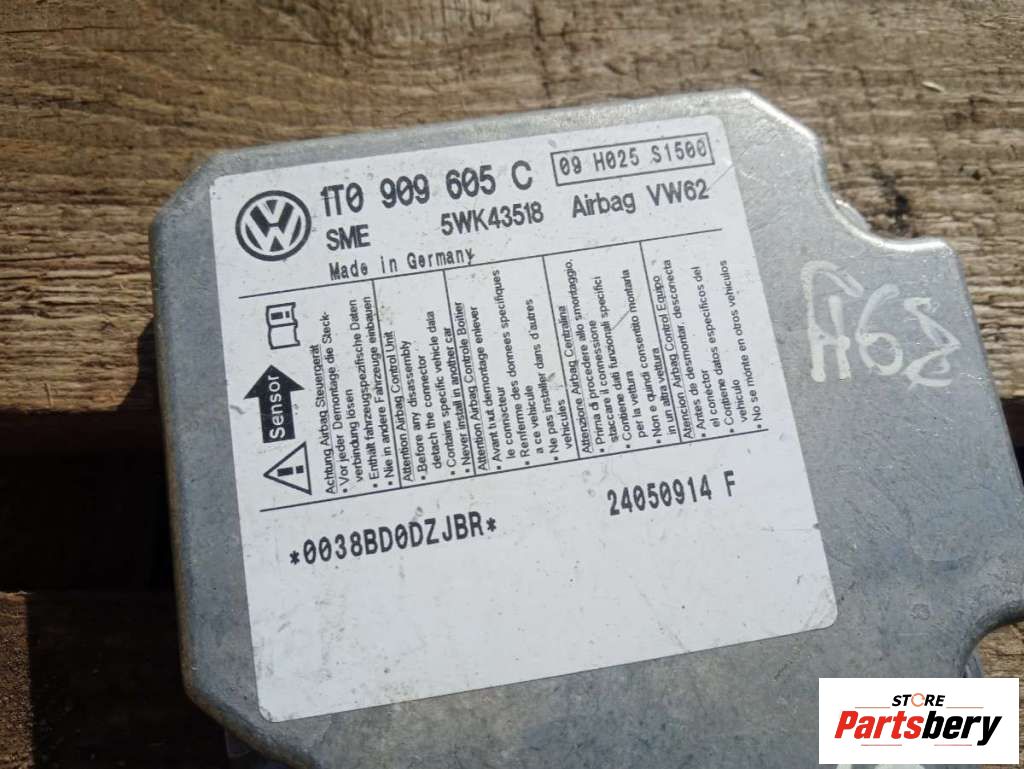 1T0 909 605 C
09 H025 S1500
SME
5WK43518
Airbag VW62
Made in Germany
Sensor
Achtung Airbag Steuergerät
• Vor jeder Demontage die Steck-
verbindung lösen
• Enthält fahrzeugspezifische Daten
• Nie in andere Fahrzeuge einbauen
Attention Airbag Control Unit
• Before any disassembly
detach the connector
• Contains specific vehicle data
• Never install in another car
Attention Airbag Controle Boitier
• Avant tout demontage enlever
le connecteur
• Renferme des donnees specifiques
a ce vehicule
• Ne pas installer dans d'autres
vehicules
Attenzione Airbag Centralina
• Prima di procedere allo smontaggio,
staccare il connessione
• Contiene dati funzionali specifici
per la vettura
• Non e quindi consentito montarla
in un altra vettura
Atencion Airbag Control Equipo
• Antes de desmontar, desconecta
el conector
• Contiene datos especificos del
vehiculo
• No se monte en otros vehiculos
*0038BD0DZJBR*
24050914 F
STORE
Partsbery